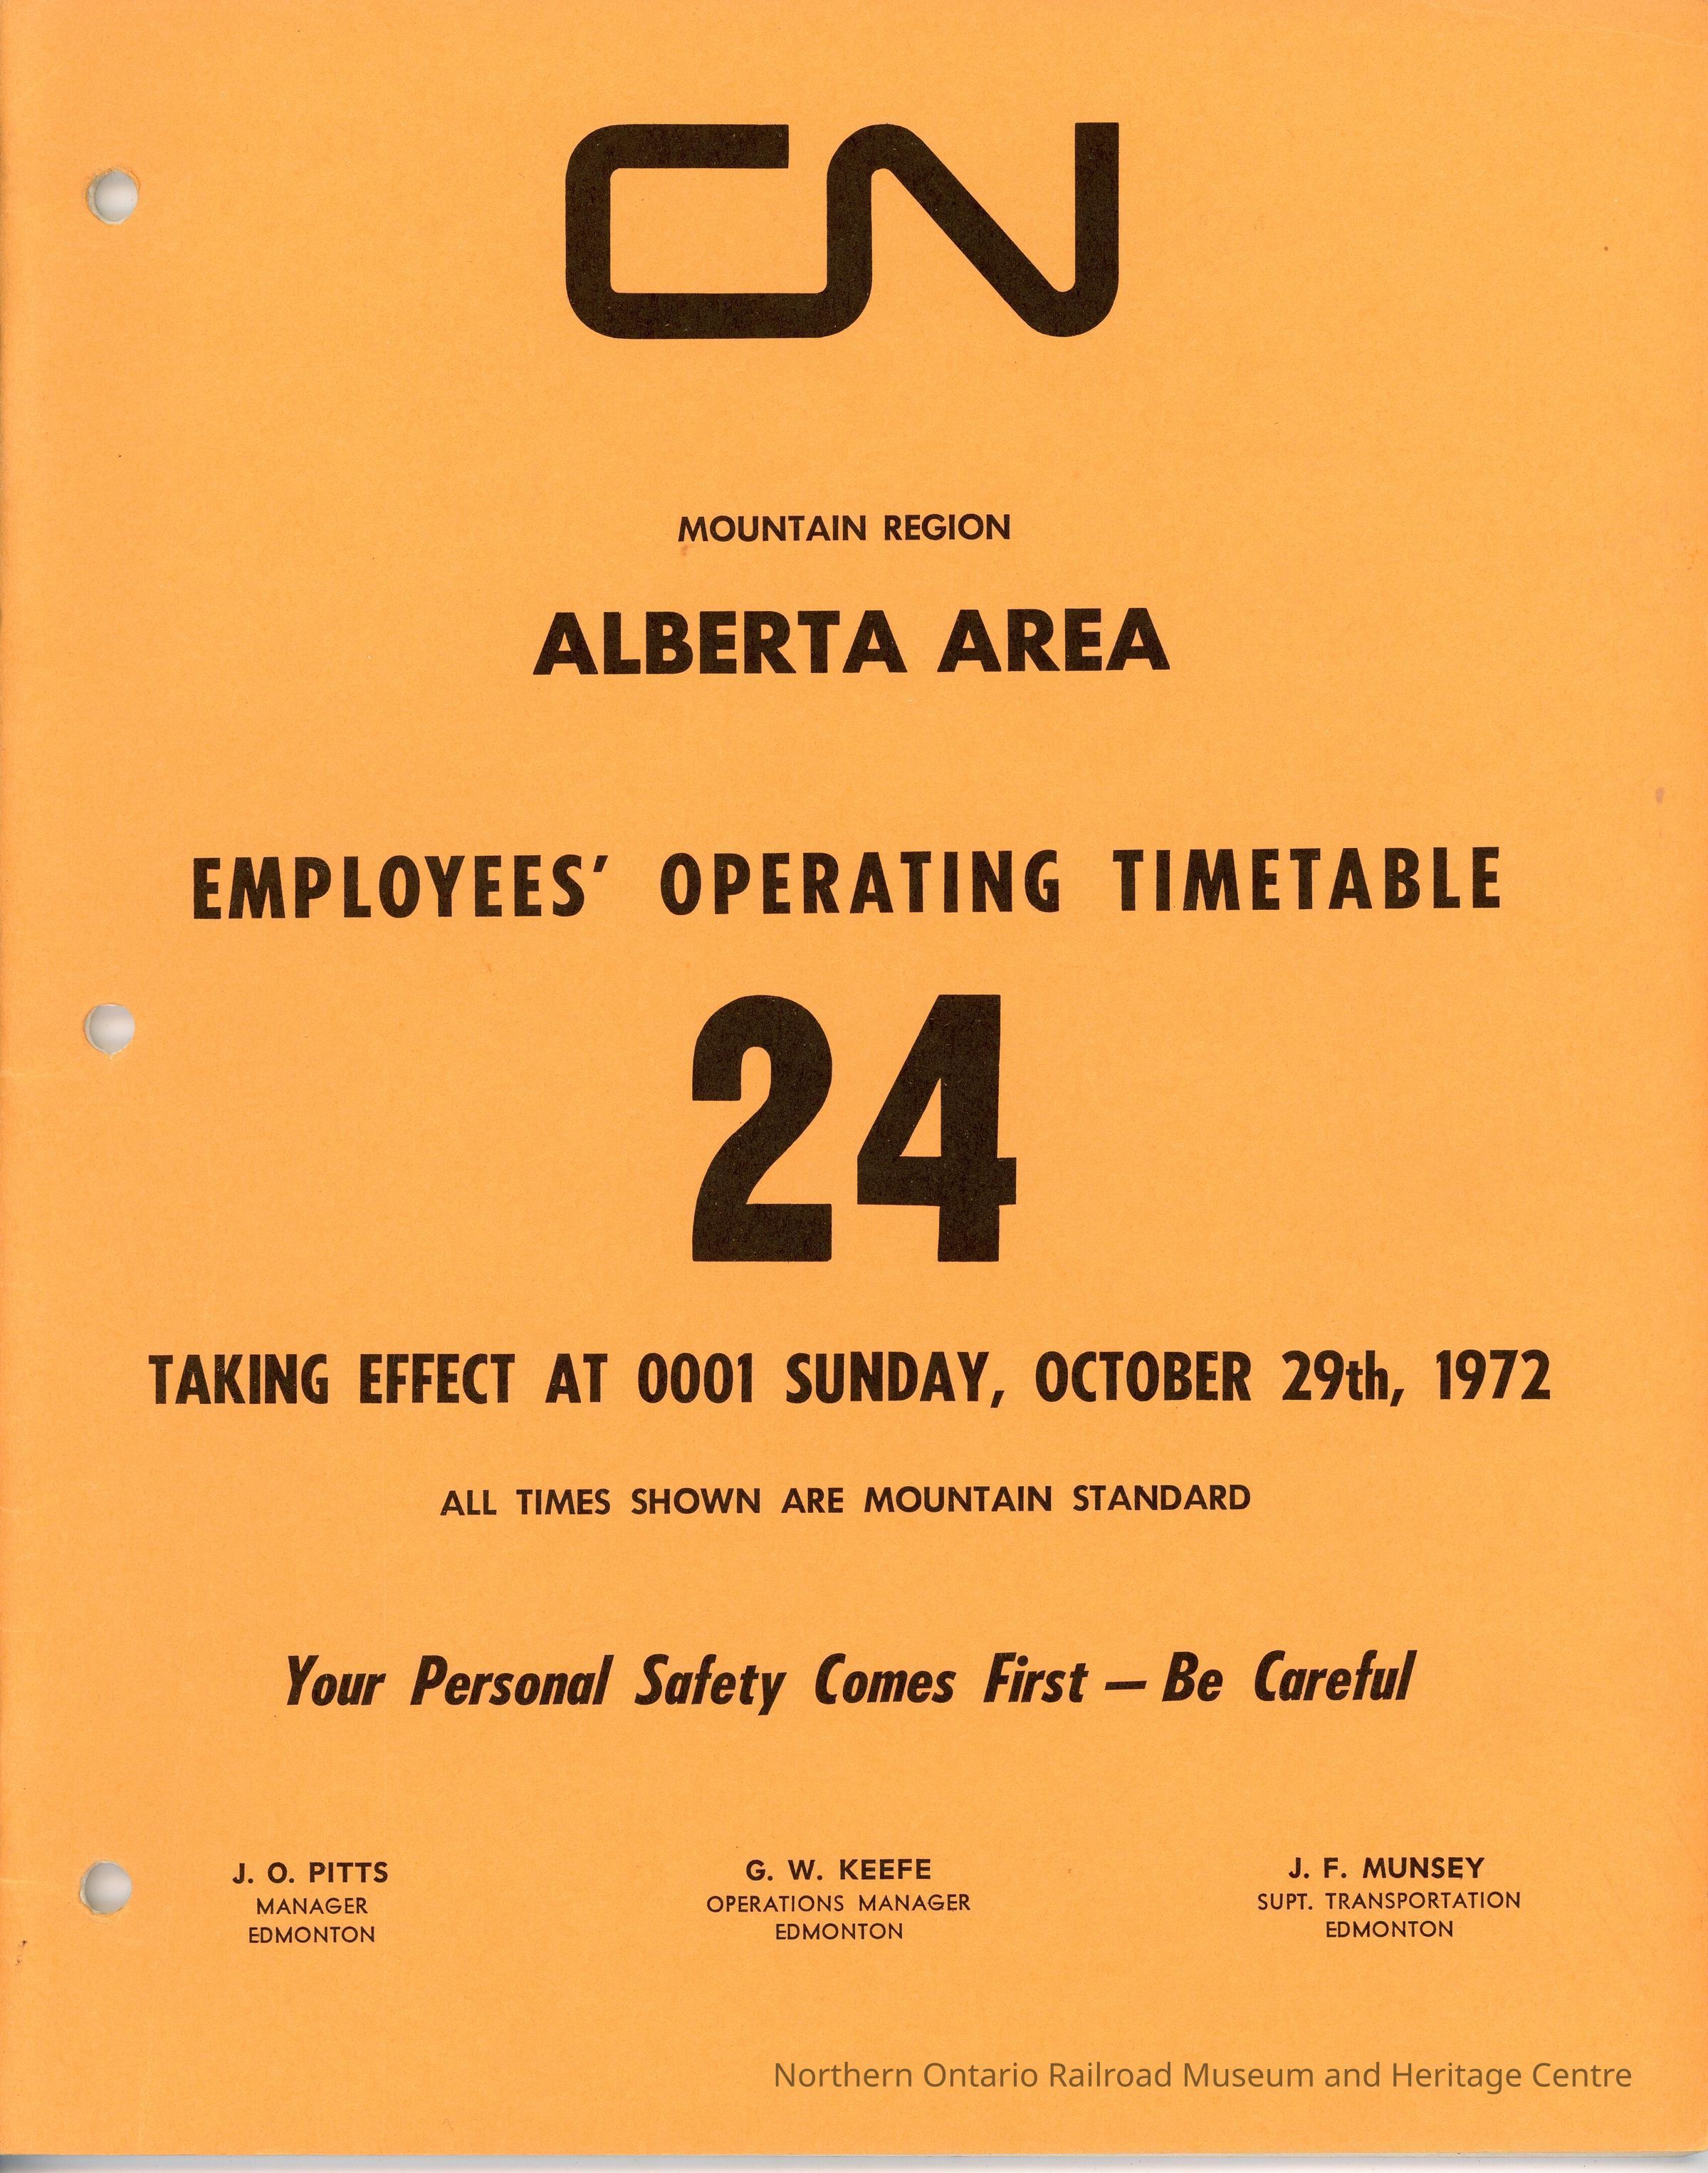 CN
MOUNTAIN REGION
ALBERTA AREA
EMPLOYEES' OPERATING TIMETABLE
24
TAKING EFFECT AT 0001 SUNDAY, OCTOBER 29th, 1972
ALL TIMES SHOWN ARE MOUNTAIN STANDARD
Your Personal Safety Comes First — Be Careful
J. O. PITTS
MANAGER
EDMONTON
G. W. KEEFE
OPERATIONS MANAGER
EDMONTON
J. F. MUNSEY
SUPT. TRANSPORTATION
EDMONTON
Northern Ontario Railroad Museum and Heritage Centre